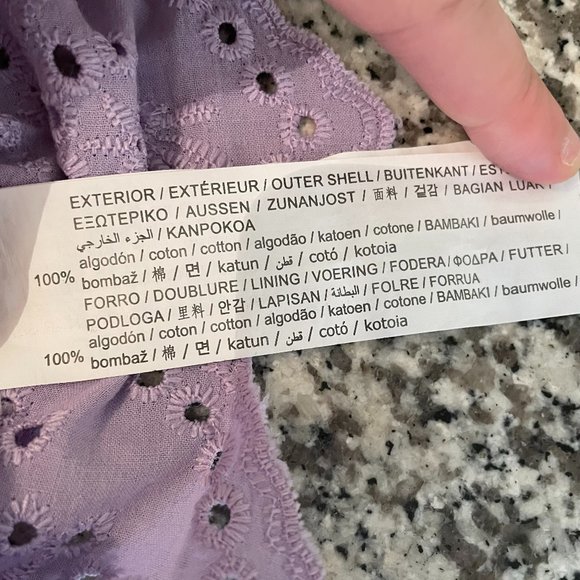 EXTERIOR / EXTÉRIEUR / OUTER SHELL / BUITENKANT /
ΕΞΩΤΕΡΙΚΟ / AUSSEN / ZUNANJOST / 面料 / 겉감 / BAGIAN LUAR /
الجزء الخارجي / KANPOKOA
algodón / coton / cotton / algodão / katoen / cotone / ΒΑΜΒΑΚΙ / baumwolle /
100% bombaž / 棉 / 면 / katun / قطن / cotó / kotoia
FORRO / DOUBLURE / LINING / VOERING / FODERA / ΦΟΔΡΑ / FUTTER /
PODLOGA / 里料 / 안감 / LAPISAN / البطانة / FOLRE / FORRUA
algodón / coton / cotton / algodão / katoen / cotone / ΒΑΜΒΑΚΙ / baumwolle /
100% bombaž / 棉 / 면 / katun / قطن / cotó / kotoia